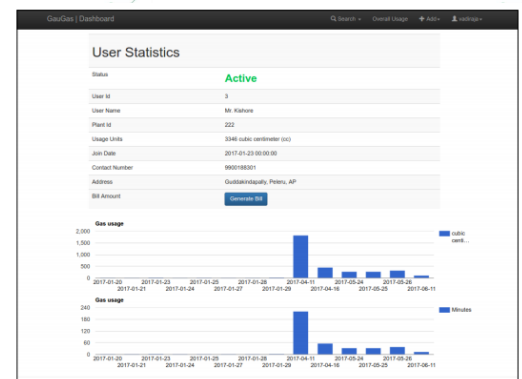 GauGas | Dashboard Search Overall Usage Add sadiraju
User Statistics
Status Active
User Id 3
User Name Mr. Kishore
Plant Id 222
Usage Units 3346 cubic centimeter (cc)
Join Date 2017-01-23 00:00:00
Contact Number 9900188301
Address Guddakindapally, Peleru, AP
Bill Amount Generate Bill
Gas usage
2,000
1,500
1,000
500
0
cubic
centi...
2017-01-20 2017-01-23 2017-01-25 2017-01-28 2017-04-11 2017-05-24 2017-05-26
2017-01-21 2017-01-24 2017-01-27 2017-01-29 2017-04-16 2017-05-25 2017-06-11
Gas usage
240
180
120
60
0
Minutes
2017-01-20 2017-01-23 2017-01-25 2017-01-28 2017-04-11 2017-05-24 2017-05-26
2017-01-21 2017-01-24 2017-01-27 2017-01-29 2017-04-16 2017-05-25 2017-06-11